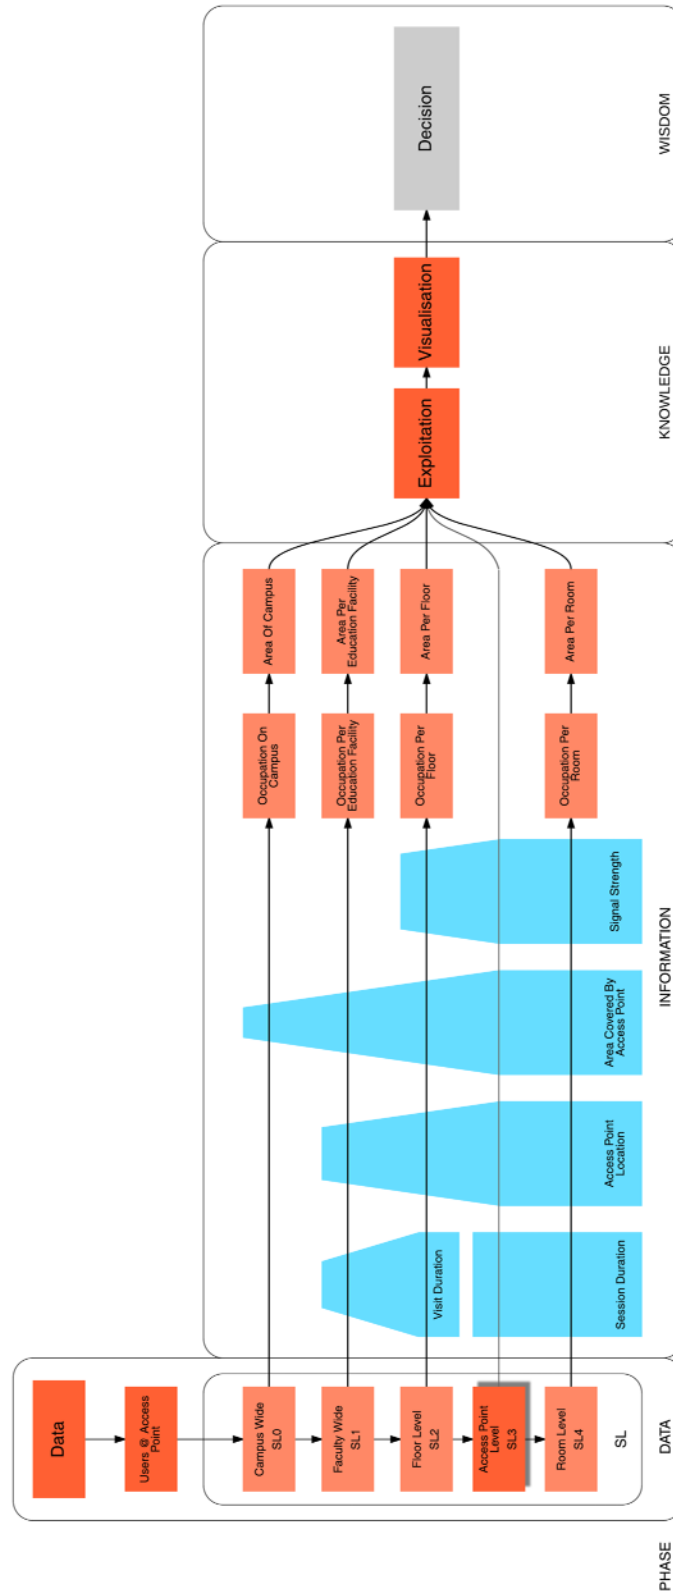 Data
Users @ Access
Point
Campus Wide
SL0
Faculty Wide
SL1
Floor Level
SL2
Access Point
Level
SL3
Room Level
SL4
SL
Visit Duration
Session Duration
Access Point
Location
Area Covered By
Access Point
Signal Strength
Occupation On
Campus
Occupation Per
Education Facility
Occupation Per
Floor
Occupation Per
Room
Area Of Campus
Area Per
Education Facility
Area Per Floor
Area Per Room
Exploitation
Visualisation
Decision
PHASE
DATA
INFORMATION
KNOWLEDGE
WISDOM